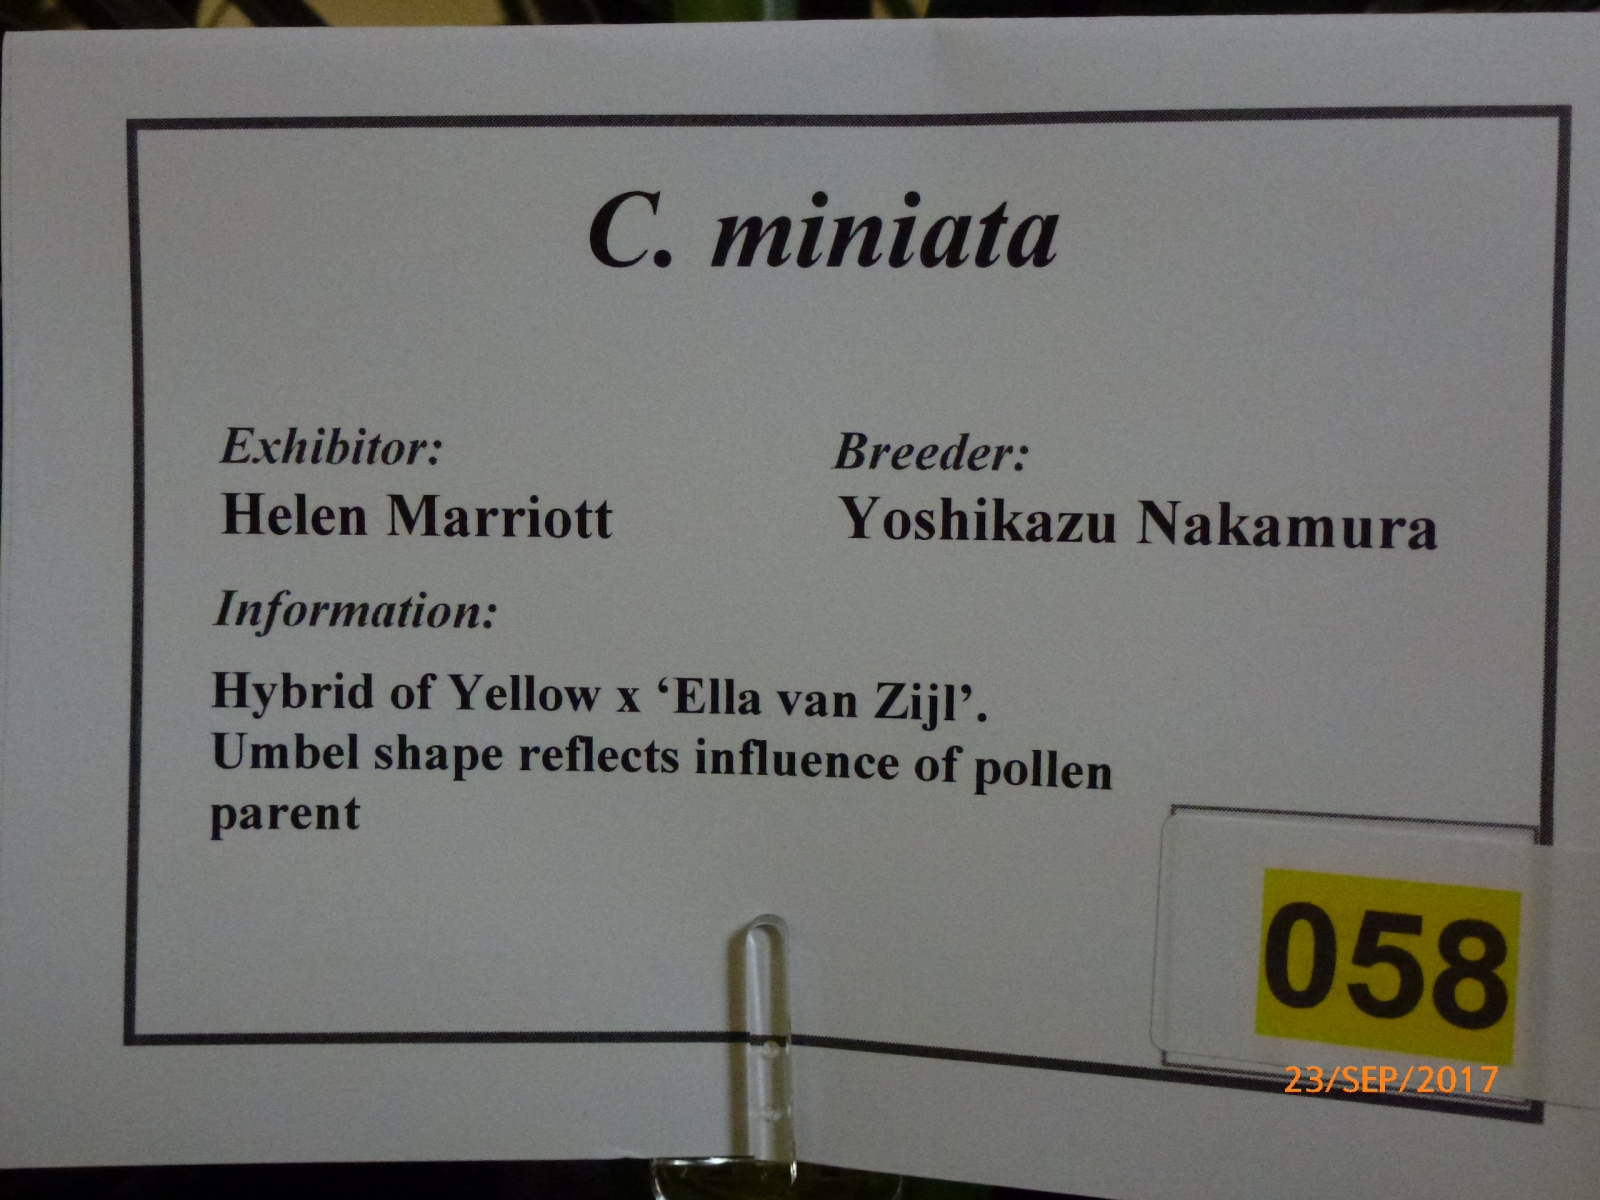 C. miniata
Exhibitor:
Breeder:
Helen Marriott
Yoshikazu Nakamura
Information:
Hybrid of Yellow x ‘Ella van Zijl’.
Umbel shape reflects influence of pollen
parent
058
23/SEP/2017